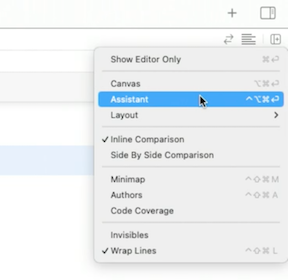 Show Editor Only ⌘⏎
Canvas ⌥⌘⏎
Assistant ⌃⌥⌘⏎
Layout >
✓ Inline Comparison
Side By Side Comparison
Minimap ⌃⇧⌘M
Authors ⌃⇧⌘A
Code Coverage
Invisibles
✓ Wrap Lines ⌃⇧⌘L